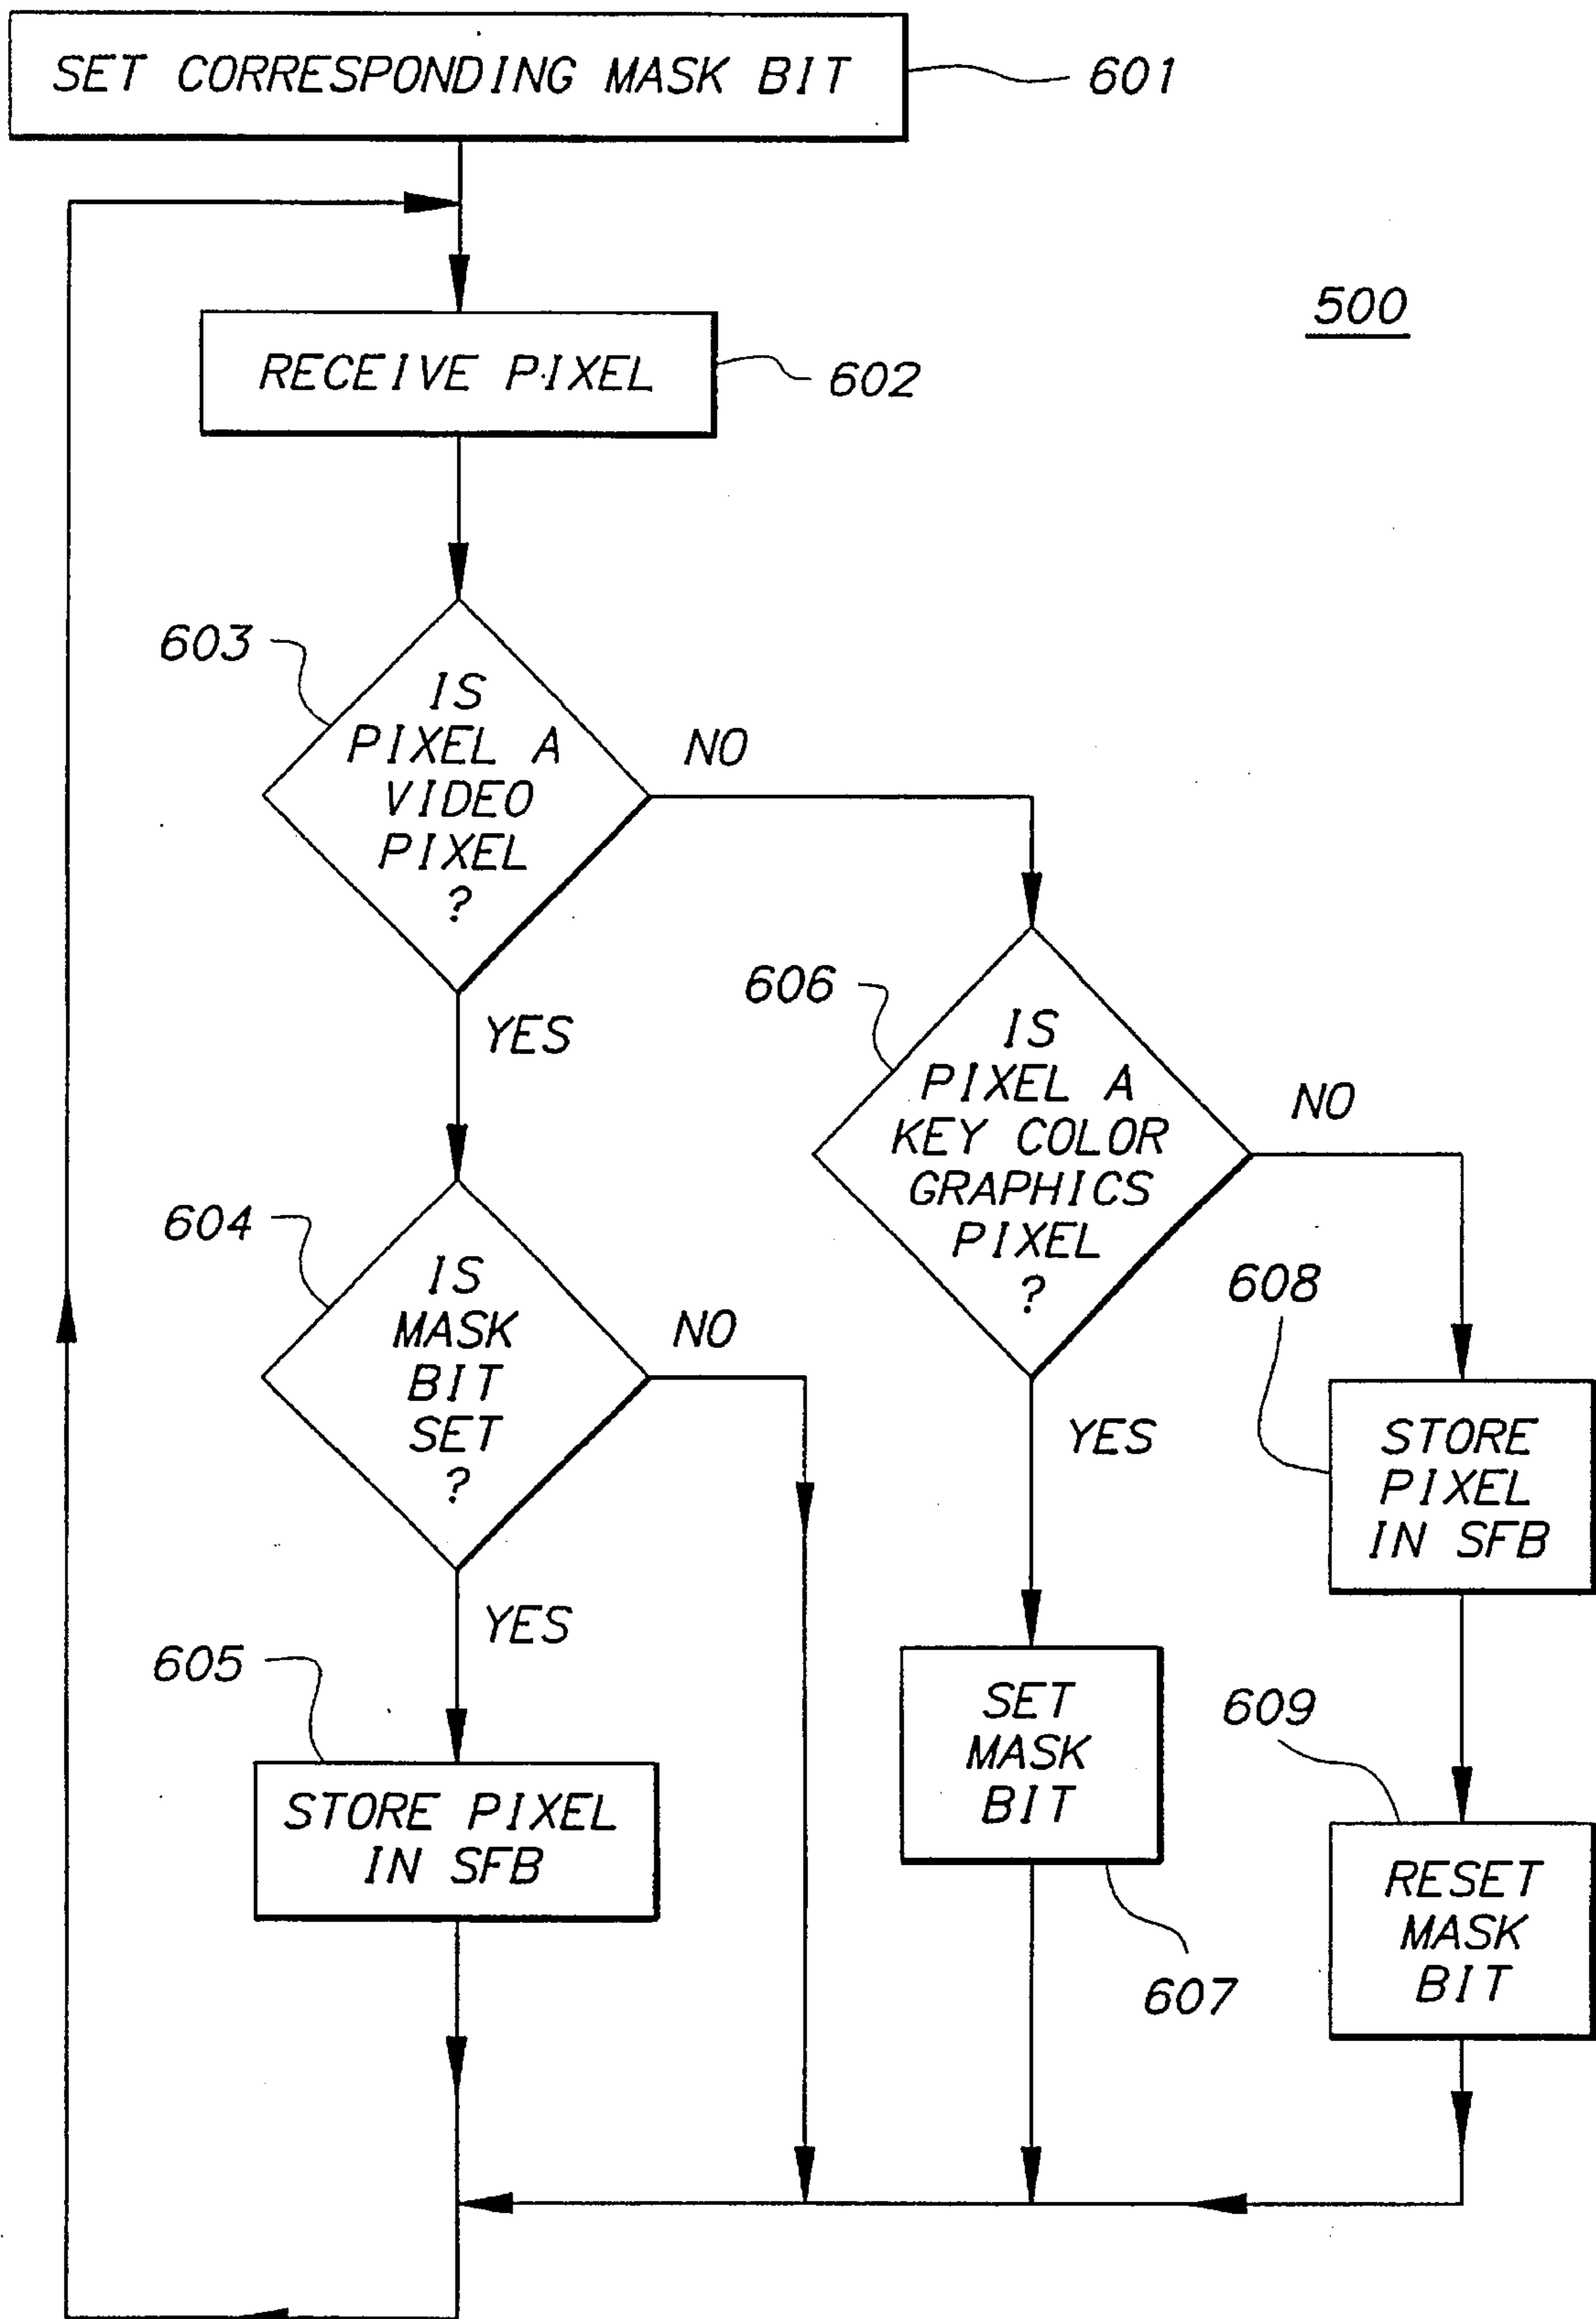 SET CORRESPONDING MASK BIT
601
500
RECEIVE PIXEL
602
603
IS
PIXEL A
VIDEO
PIXEL
?
NO
YES
606
IS
PIXEL A
KEY COLOR
GRAPHICS
PIXEL
?
NO
YES
604
IS
MASK
BIT
SET
?
NO
YES
608
STORE
PIXEL
IN SFB
605
STORE PIXEL
IN SFB
SET
MASK
BIT
607
609
RESET
MASK
BIT